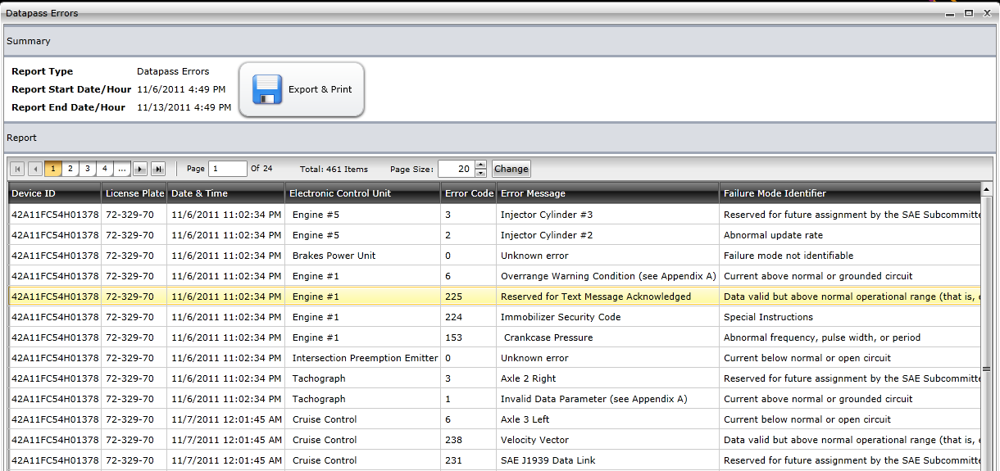 Datapass Errors
Summary
Report Type Datapass Errors
Report Start Date/Hour 11/6/2011 4:49 PM
Report End Date/Hour 11/13/2011 4:49 PM
Export & Print
Report
1 2 3 4 ... Page 1 Of 24 Total: 461 Items Page Size: 20 Change
Device ID License Plate Date & Time Electronic Control Unit Error Code Error Message Failure Mode Identifier
42A11FC54H01378 72-329-70 11/6/2011 11:02:34 PM Engine #5 3 Injector Cylinder #3 Reserved for future assignment by the SAE Subcommitte
42A11FC54H01378 72-329-70 11/6/2011 11:02:34 PM Engine #5 2 Injector Cylinder #2 Abnormal update rate
42A11FC54H01378 72-329-70 11/6/2011 11:02:34 PM Brakes Power Unit 0 Unknown error Failure mode not identifiable
42A11FC54H01378 72-329-70 11/6/2011 11:02:34 PM Engine #1 6 Overrange Warning Condition (see Appendix A) Current above normal or grounded circuit
42A11FC54H01378 72-329-70 11/6/2011 11:02:34 PM Engine #1 225 Reserved for Text Message Acknowledged Data valid but above normal operational range (that is, e
42A11FC54H01378 72-329-70 11/6/2011 11:02:34 PM Engine #1 224 Immobilizer Security Code Special Instructions
42A11FC54H01378 72-329-70 11/6/2011 11:02:34 PM Engine #1 153 Crankcase Pressure Abnormal frequency, pulse width, or period
42A11FC54H01378 72-329-70 11/6/2011 11:02:34 PM Intersection Preemption Emitter 0 Unknown error Current below normal or open circuit
42A11FC54H01378 72-329-70 11/6/2011 11:02:34 PM Tachograph 3 Axle 2 Right Reserved for future assignment by the SAE Subcommitte
42A11FC54H01378 72-329-70 11/6/2011 11:02:34 PM Tachograph 1 Invalid Data Parameter (see Appendix A) Current above normal or grounded circuit
42A11FC54H01378 72-329-70 11/7/2011 12:01:45 AM Cruise Control 6 Axle 3 Left Current below normal or open circuit
42A11FC54H01378 72-329-70 11/7/2011 12:01:45 AM Cruise Control 238 Velocity Vector Data valid but above normal operational range (that is, e
42A11FC54H01378 72-329-70 11/7/2011 12:01:45 AM Cruise Control 231 SAE J1939 Data Link Reserved for future assignment by the SAE Subcommitte